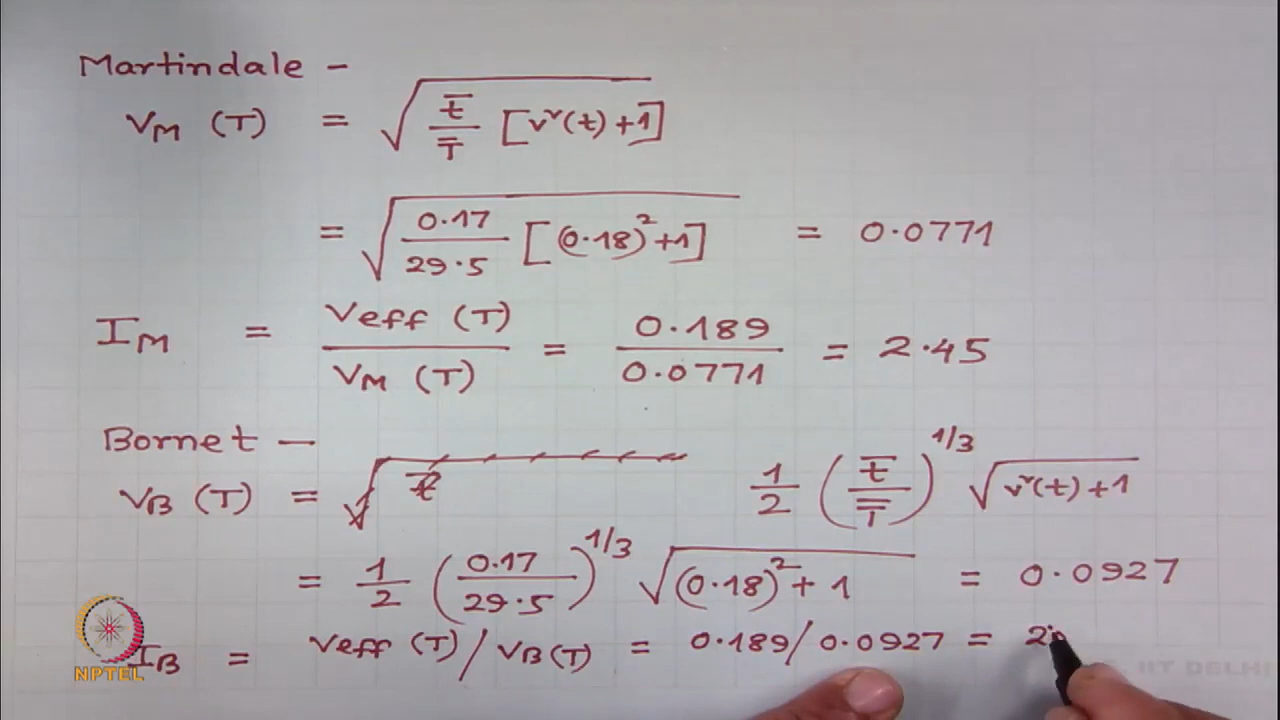 Martindale -
VM (T) = √ t̄/T̄ [v²(t) + 1]
= √ 0.17/29.5 [(0.18)² + 1] = 0.0771
IM = Veff (T)/VM (T) = 0.189/0.0771 = 2.45
Bornet —
VB (T) = 1/2 (t̄/T̄)^1/3 √ v²(t) + 1
= 1/2 (0.17/29.5)^1/3 √ (0.18)² + 1 = 0.0927
IB = Veff (T) / VB (T) = 0.189 / 0.0927 = 2
NPTEL
IIT DELHI